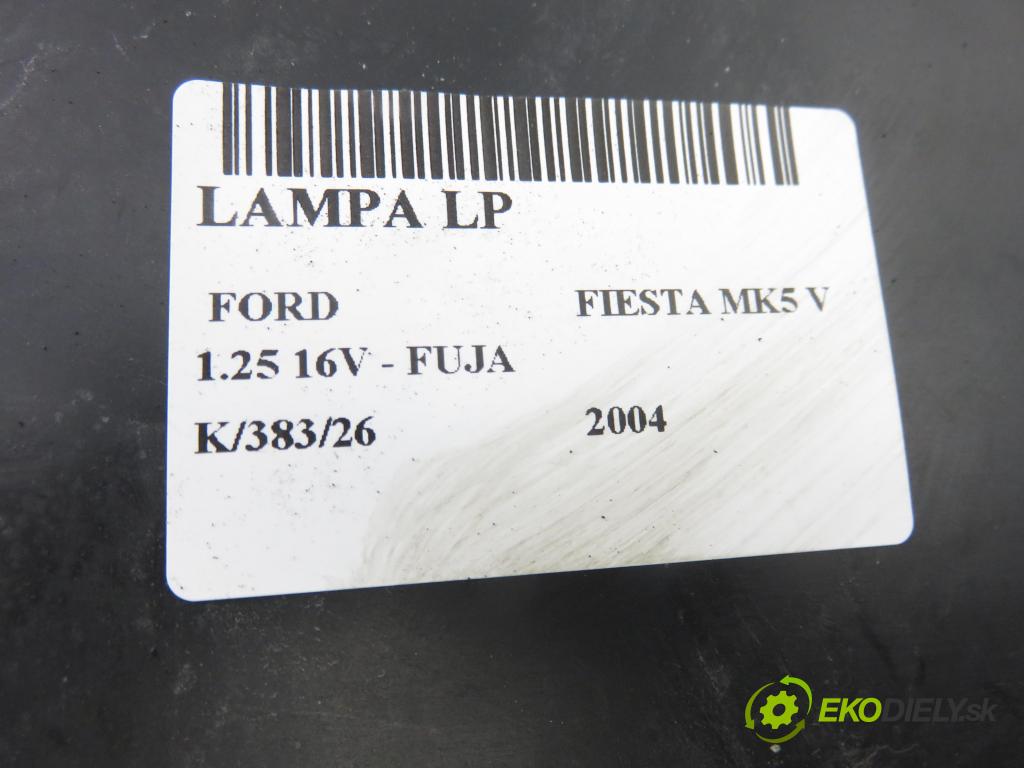 LAMPA LP
FORD FIESTA MK5 V
1.25 16V - FUJA
K/383/26 2004
EKODIELY.sk